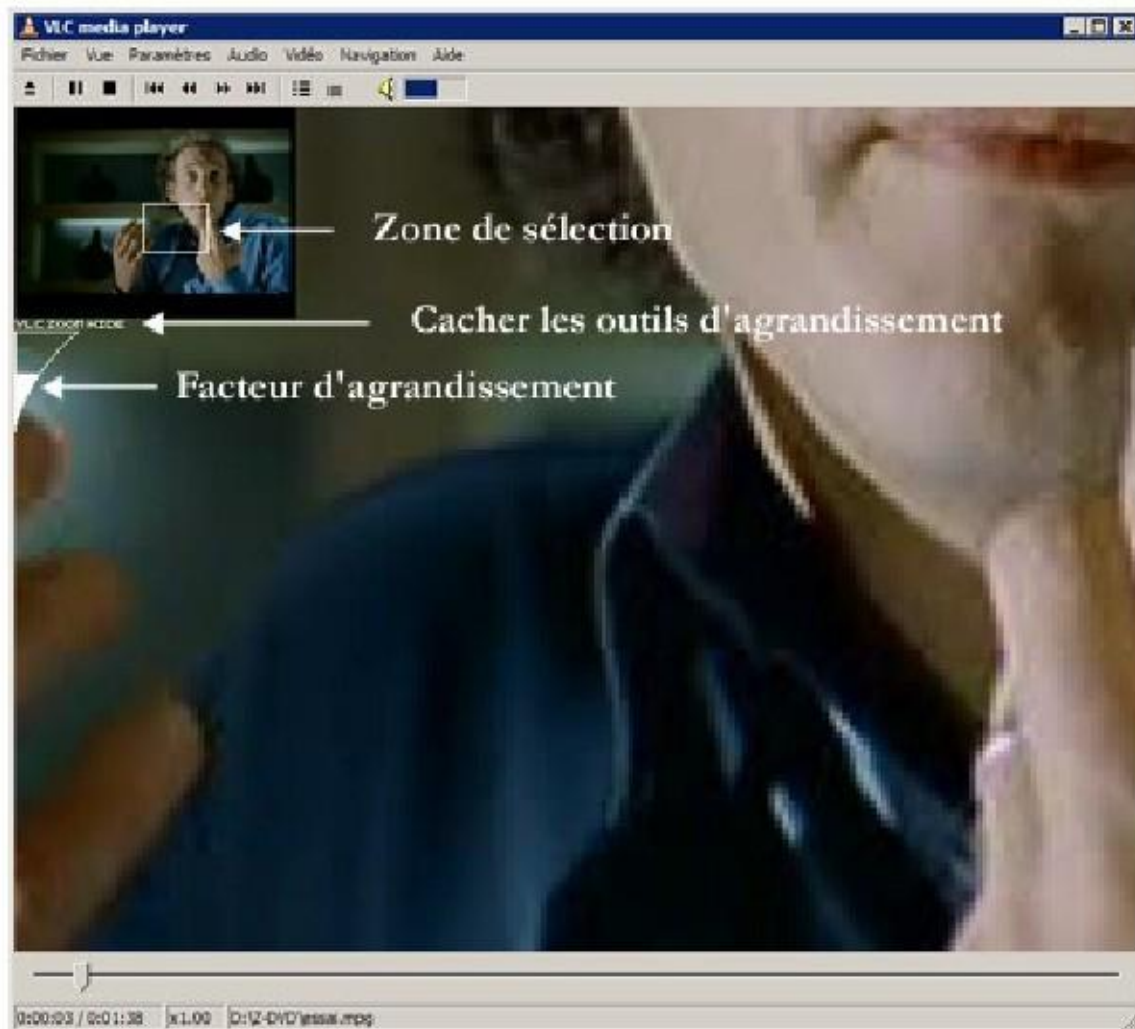 VLC media player
Fichier Vue Paramètres Audio Vidéo Navigation Aide
Zone de sélection
VLC ZOOM HIDE
Cacher les outils d'agrandissement
Facteur d'agrandissement
0:00:03 / 0:01:38 x1.00 D:\Z-DVD\essai.mpg